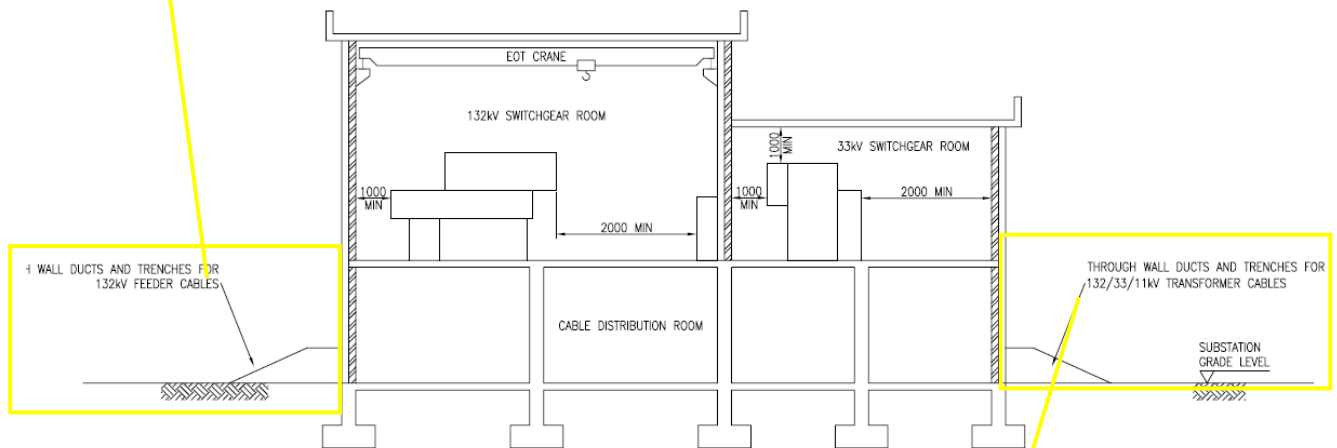 EOT CRANE
132kV SWITCHGEAR ROOM
33kV SWITCHGEAR ROOM
1000
MIN
1000
MIN
2000 MIN
1000
MIN
2000 MIN
WALL DUCTS AND TRENCHES FOR
132kV FEEDER CABLES
CABLE DISTRIBUTION ROOM
THROUGH WALL DUCTS AND TRENCHES FOR
132/33/11kV TRANSFORMER CABLES
SUBSTATION
GRADE LEVEL